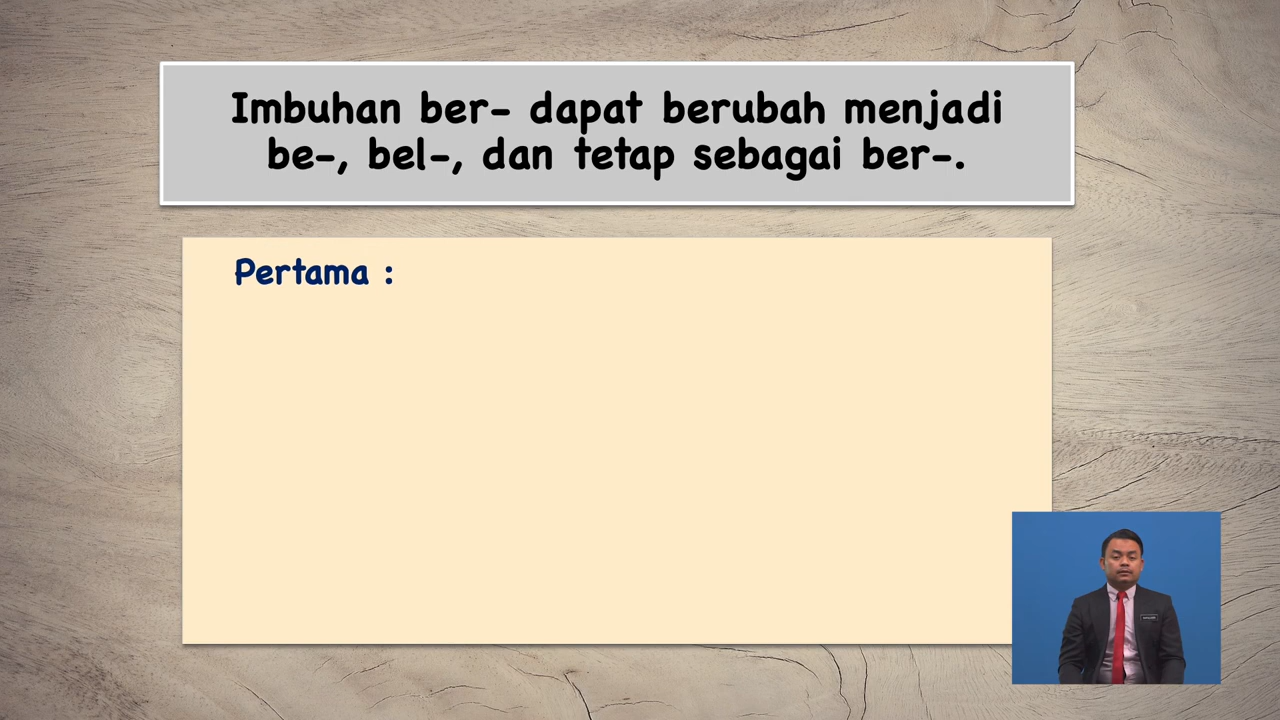 Imbuhan ber- dapat berubah menjadi
be-, bel-, dan tetap sebagai ber-.
Pertama :